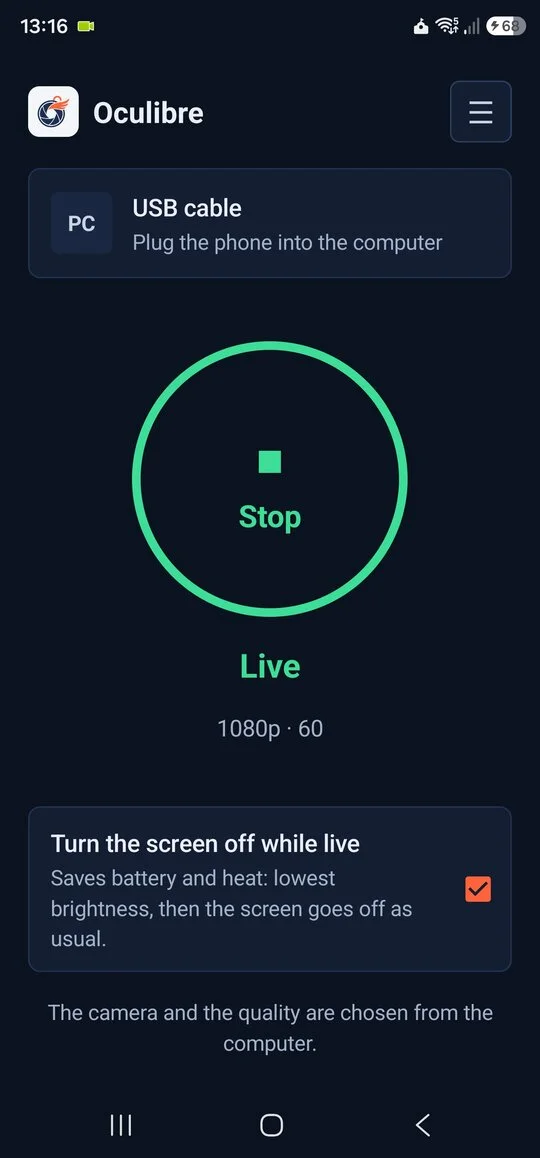 13:16
68
Oculibre
PC
USB cable
Plug the phone into the computer
Stop
Live
1080p · 60
Turn the screen off while live
Saves battery and heat: lowest
brightness, then the screen goes off as
usual.
The camera and the quality are chosen from the
computer.